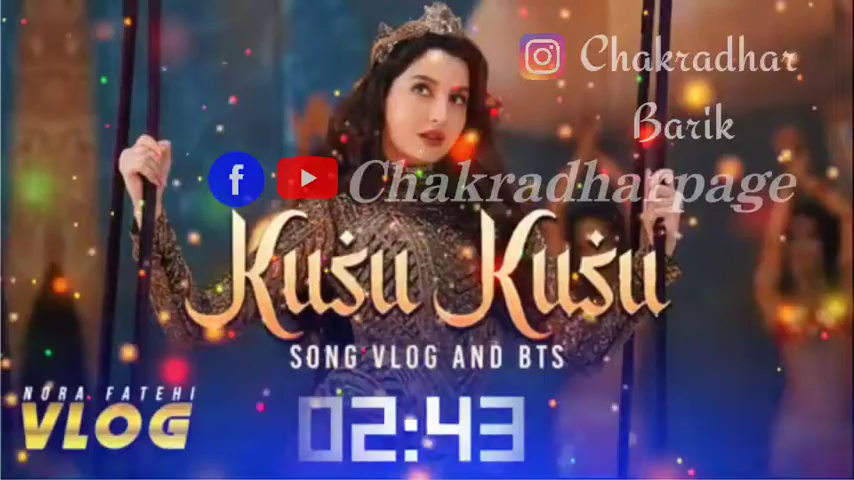 Chakradhar
Barik
Chakradharpage
Kusu Kusu
SONG VLOG AND BTS
NORA FATEHI
VLOG
02:43